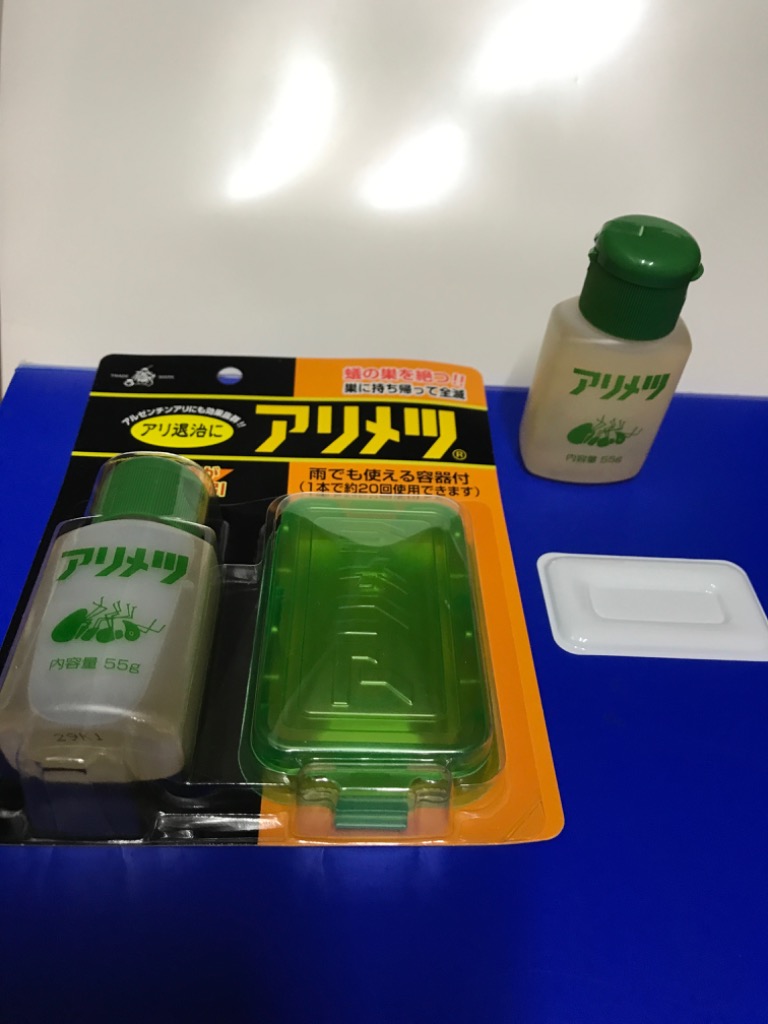 蟻の巣を絶つ!!
巣に持ち帰って全滅
アルゼンチンアリにも効果抜群!!
アリ退治に
アリメツ®
雨でも使える容器付
(1本で約20回使用できます)
アリメツ
内容量 55g
29K1
アリメツ
内容量 55g